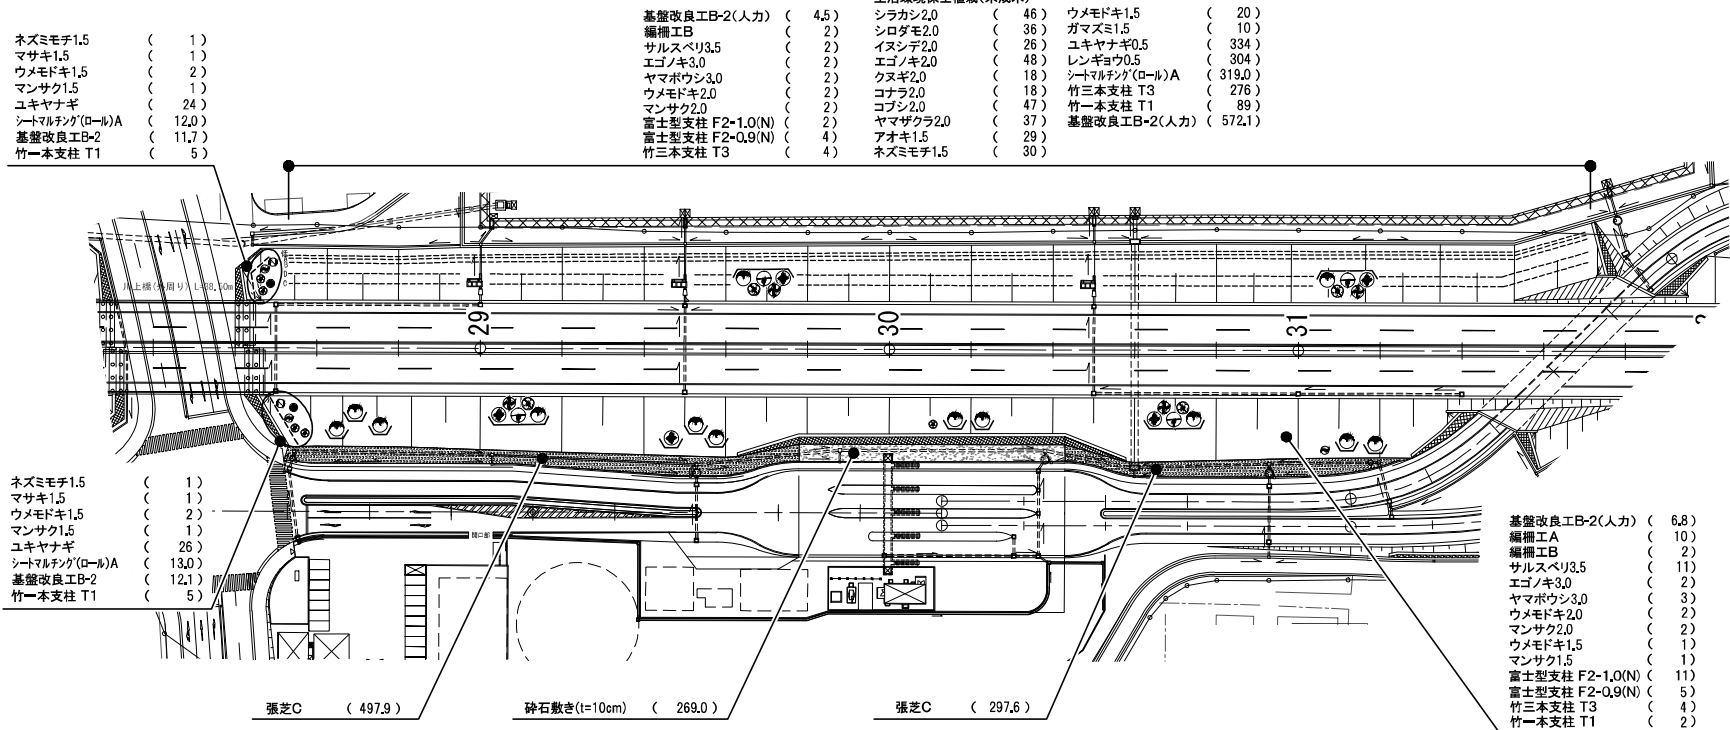 ネズミモチ1.5 ( 1 )
マサキ1.5 ( 1 )
ウメモドキ1.5 ( 2 )
マンサク1.5 ( 1 )
ユキヤナギ ( 24 )
シートマルチング(ロール)A ( 12.0 )
基盤改良工B-2 ( 11.7 )
竹一本支柱 T1 ( 5 )
基盤改良工B-2(人力) ( 4.5 )
編柵工B ( 2 )
サルスベリ3.5 ( 2 )
エゴノキ3.0 ( 2 )
ヤマボウシ3.0 ( 2 )
ウメモドキ2.0 ( 2 )
マンサク2.0 ( 2 )
富士型支柱 F2-1.0(N) ( 2 )
富士型支柱 F2-0.9(N) ( 4 )
竹三本支柱 T3 ( 4 )
シラカシ2.0 ( 46 )
シロダモ2.0 ( 36 )
イヌシデ2.0 ( 26 )
エゴノキ2.0 ( 48 )
クヌギ2.0 ( 18 )
コナラ2.0 ( 18 )
コブシ2.0 ( 47 )
ヤマザクラ2.0 ( 37 )
アオキ1.5 ( 29 )
ネズミモチ1.5 ( 30 )
ウメモドキ1.5 ( 20 )
ガマズミ1.5 ( 10 )
ユキヤナギ0.5 ( 334 )
レンギョウ0.5 ( 304 )
シートマルチング(ロール)A ( 319.0 )
竹三本支柱 T3 ( 276 )
竹一本支柱 T1 ( 89 )
基盤改良工B-2(人力) ( 572.1 )
29
30
31
ネズミモチ1.5 ( 1 )
マサキ1.5 ( 1 )
ウメモドキ1.5 ( 2 )
マンサク1.5 ( 1 )
ユキヤナギ ( 26 )
シートマルチング(ロール)A ( 13.0 )
基盤改良工B-2 ( 12.1 )
竹一本支柱 T1 ( 5 )
開口部
張芝C ( 497.9 )
砕石敷き(t=10cm) ( 269.0 )
張芝C ( 297.6 )
基盤改良工B-2(人力) ( 6.8 )
編柵工A ( 10 )
編柵工B ( 2 )
サルスベリ3.5 ( 11 )
エゴノキ3.0 ( 2 )
ヤマボウシ3.0 ( 3 )
ウメモドキ2.0 ( 2 )
マンサク2.0 ( 2 )
ウメモドキ1.5 ( 1 )
マンサク1.5 ( 1 )
富士型支柱 F2-1.0(N) ( 11 )
富士型支柱 F2-0.9(N) ( 5 )
竹三本支柱 T3 ( 4 )
竹一本支柱 T1 ( 2 )